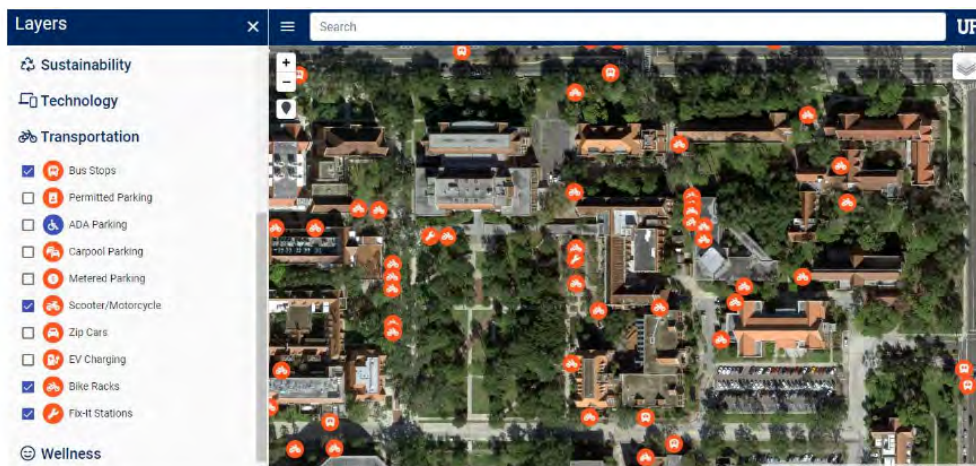 Layers
Search
UF
Sustainability
Technology
Transportation
Bus Stops
Permitted Parking
ADA Parking
Carpool Parking
Metered Parking
Scooter/Motorcycle
Zip Cars
EV Charging
Bike Racks
Fix-It Stations
Wellness